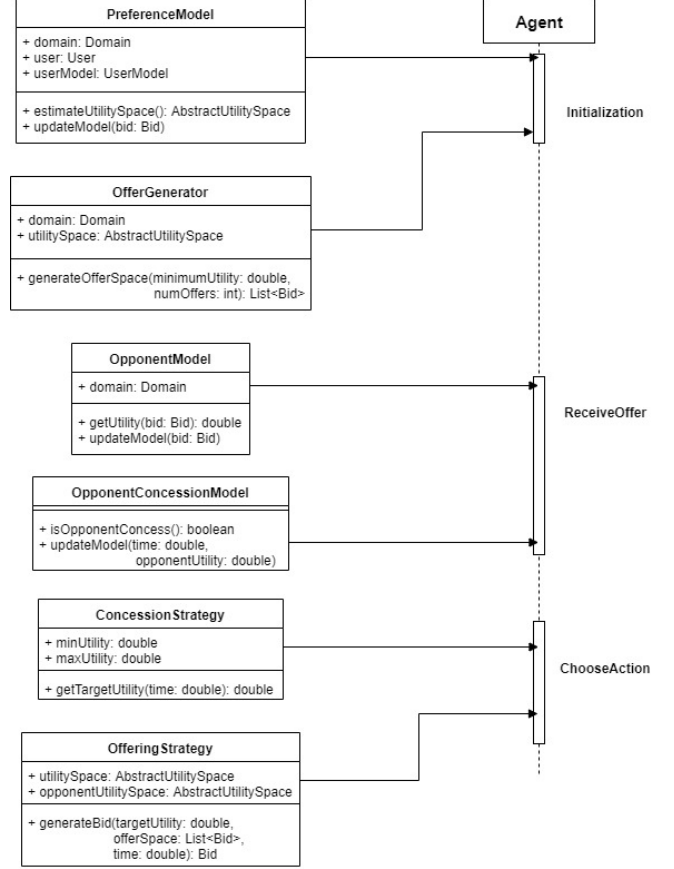 PreferenceModel
+ domain: Domain
+ user: User
+ userModel: UserModel
+ estimateUtilitySpace(): AbstractUtilitySpace
+ updateModel(bid: Bid)
Agent
Initialization
OfferGenerator
+ domain: Domain
+ utilitySpace: AbstractUtilitySpace
+ generateOfferSpace(minimumUtility: double,
numOffers: int): List<Bid>
OpponentModel
+ domain: Domain
+ getUtility(bid: Bid): double
+ updateModel(bid: Bid)
ReceiveOffer
OpponentConcessionModel
+ isOpponentConcess(): boolean
+ updateModel(time: double,
opponentUtility: double)
ConcessionStrategy
+ minUtility: double
+ maxUtility: double
+ getTargetUtility(time: double): double
ChooseAction
OfferingStrategy
+ utilitySpace: AbstractUtilitySpace
+ opponentUtilitySpace: AbstractUtilitySpace
+ generateBid(targetUtility: double,
offerSpace: List<Bid>,
time: double): Bid